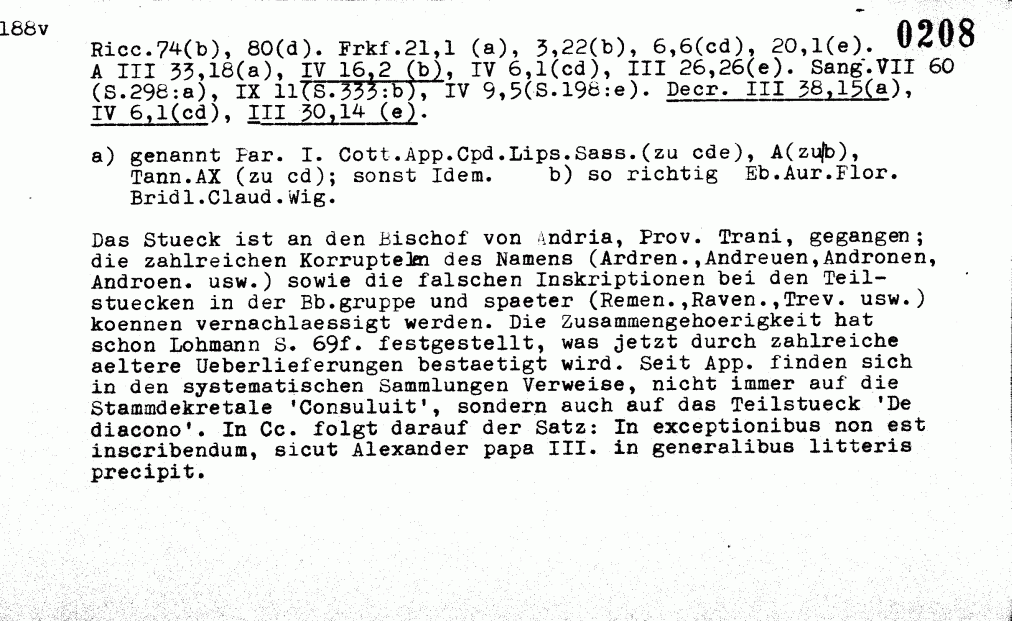 188v
0208
Ricc.74(b), 80(d). Frkf.21,1 (a), 3,22(b), 6,6(cd), 20,1(e).
A III 33,18(a), IV 16,2 (b), IV 6,1(cd), III 26,26(e). Sang.VII 60
(S.298:a), IX 11(S.333:b), IV 9,5(S.198:e). Decr. III 38,15(a),
IV 6,1(cd), III 30,14 (e).
a) genannt Par. I. Cott.App.Cpd.Lips.Sass.(zu cde), A(zu b),
Tann.AX (zu cd); sonst Idem. b) so richtig Eb.Aur.Flor.
Bridl.Claud.Wig.
Das Stueck ist an den Bischof von Andria, Prov. Trani, gegangen;
die zahlreichen Korruptelen des Namens (Ardren.,Andreuen,Andronen,
Androen. usw.) sowie die falschen Inskriptionen bei den Teil-
stuecken in der Bb.gruppe und spaeter (Remen.,Raven.,Trev. usw.)
koennen vernachlaessigt werden. Die Zusammengehoerigkeit hat
schon Lohmann S. 69f. festgestellt, was jetzt durch zahlreiche
aeltere Ueberlieferungen bestaetigt wird. Seit App. finden sich
in den systematischen Sammlungen Verweise, nicht immer auf die
Stammdekretale 'Consuluit', sondern auch auf das Teilstueck 'De
diacono'. In Cc. folgt darauf der Satz: In exceptionibus non est
inscribendum, sicut Alexander papa III. in generalibus litteris
precipit.